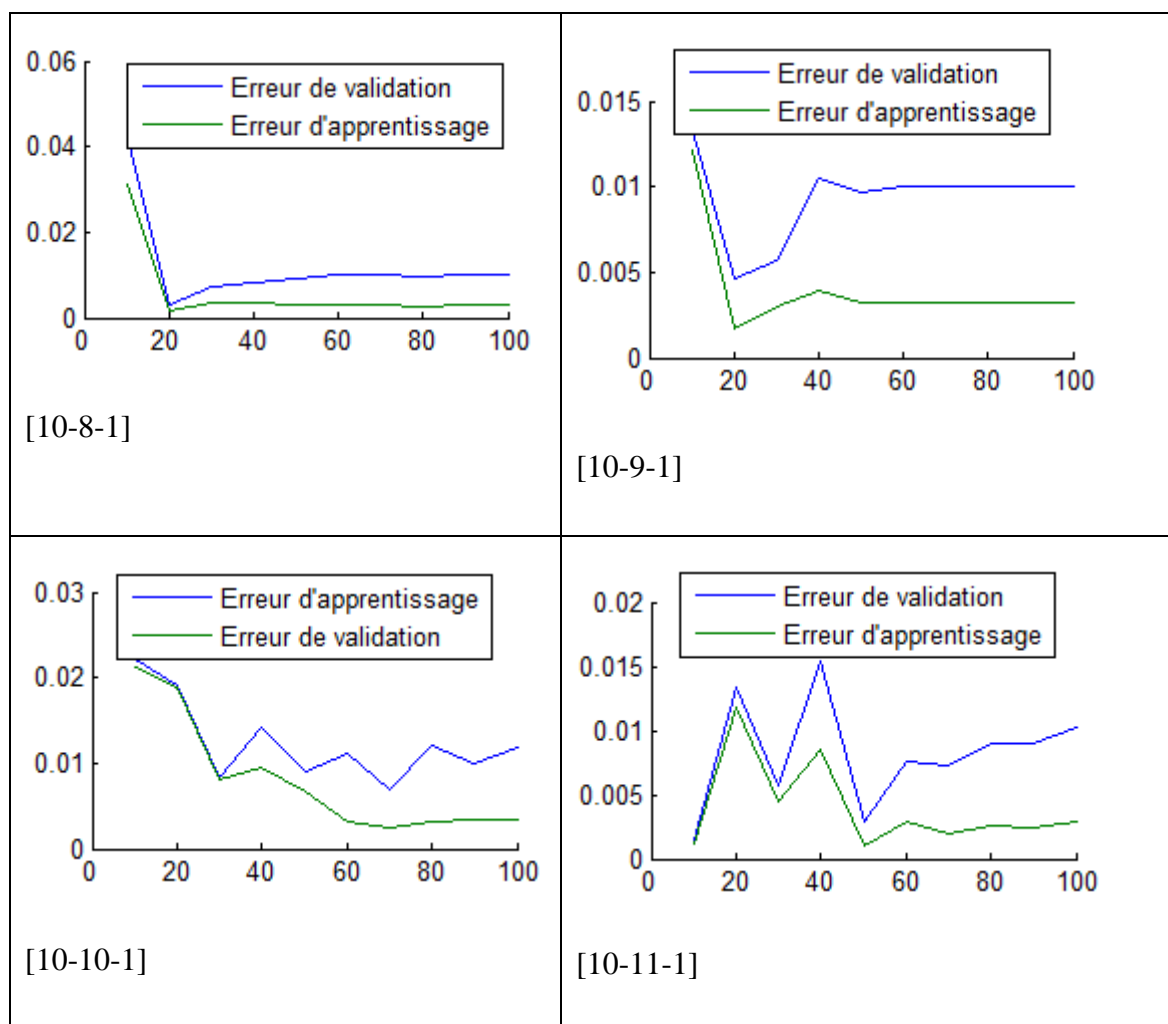 0.06
Erreur de validation
Erreur d'apprentissage
0.04
0.02
0
0 20 40 60 80 100
[10-8-1]
Erreur de validation
0.015
Erreur d'apprentissage
0.01
0.005
0
0 20 40 60 80 100
[10-9-1]
0.03
Erreur d'apprentissage
Erreur de validation
0.02
0.01
0
0 20 40 60 80 100
[10-10-1]
0.02
Erreur de validation
Erreur d'apprentissage
0.015
0.01
0.005
0
0 20 40 60 80 100
[10-11-1]